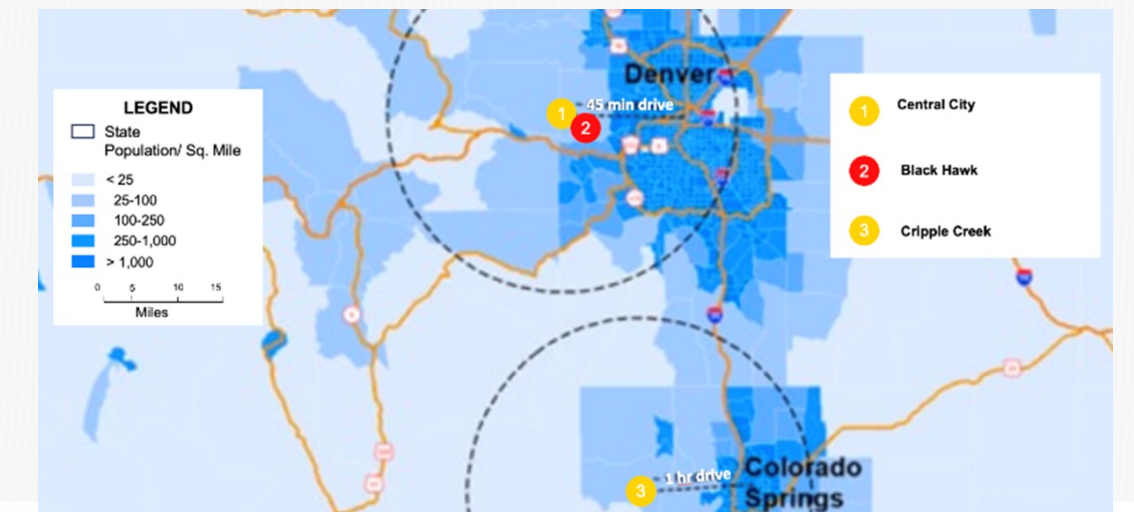 Denver
LEGEND
State
Population/ Sq. Mile
< 25
25-100
100-250
250-1,000
> 1,000
0 5 10 15
Miles
1
45 min drive
2
1 Central City
2 Black Hawk
3 Cripple Creek
3
1 hr drive
Colorado
Springs